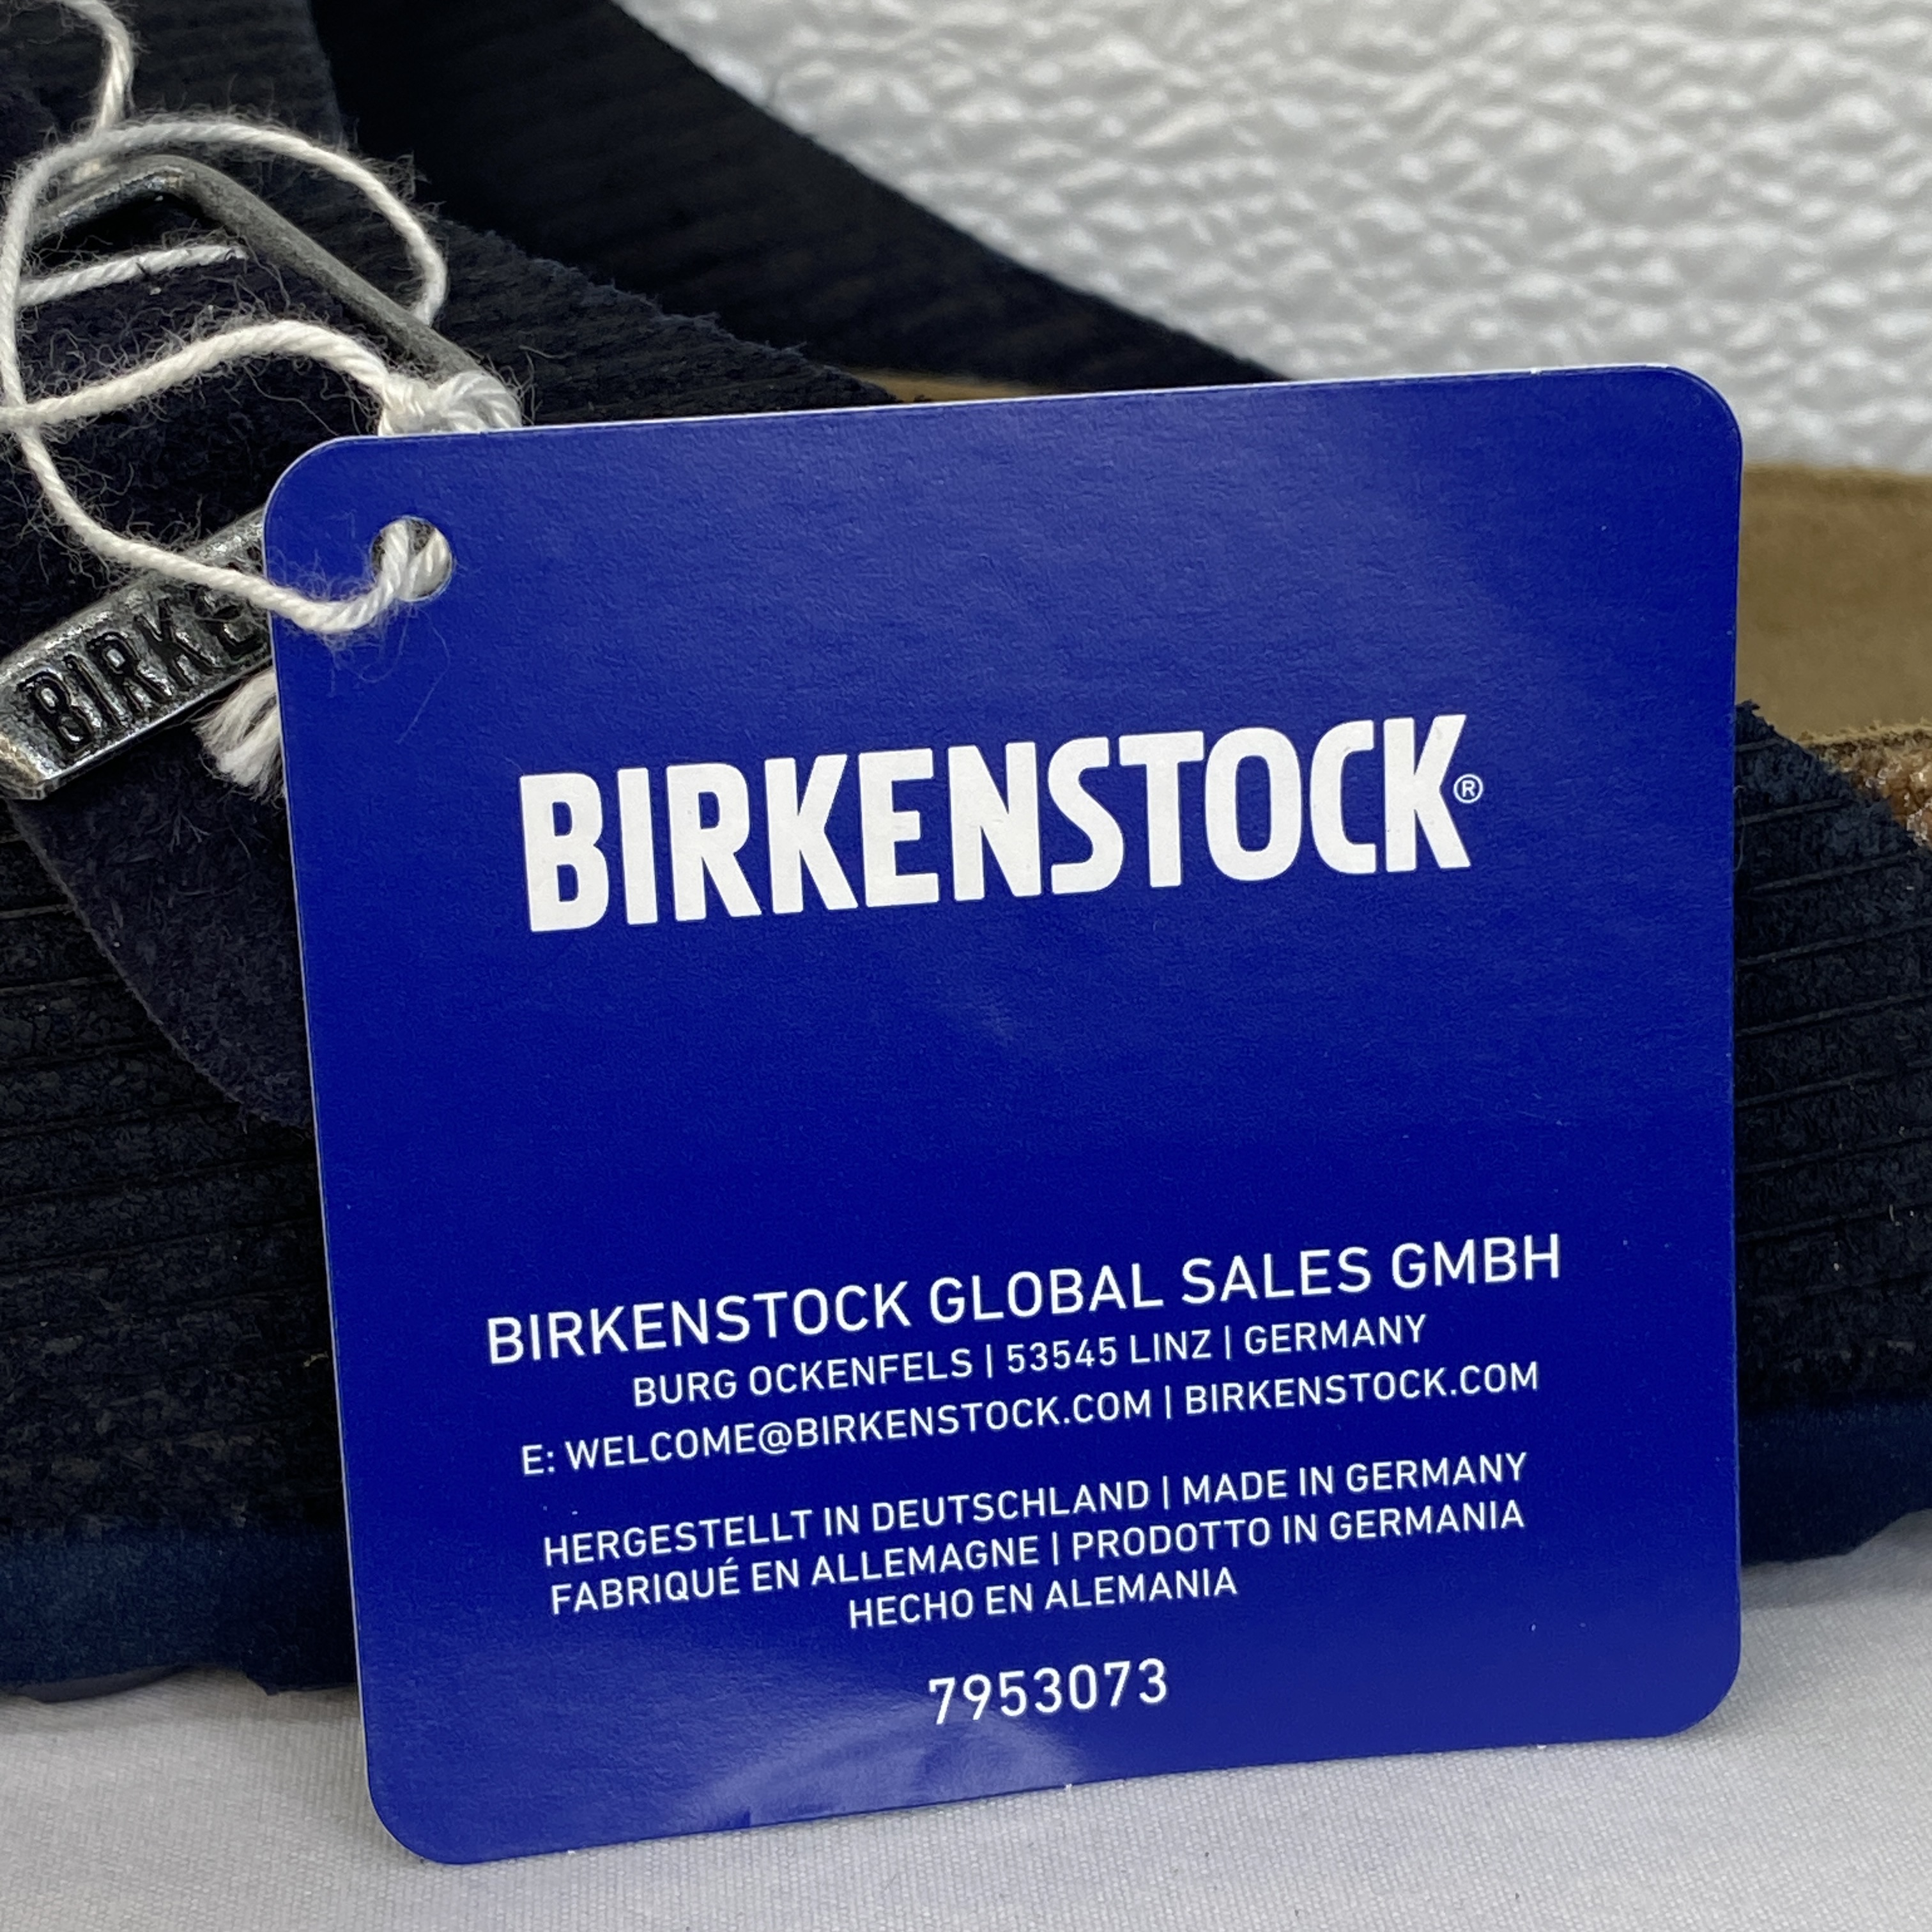 BIRKE
BIRKENSTOCK®
BIRKENSTOCK GLOBAL SALES GMBH
BURG OCKENFELS | 53545 LINZ | GERMANY
E: WELCOME@BIRKENSTOCK.COM | BIRKENSTOCK.COM
HERGESTELLT IN DEUTSCHLAND | MADE IN GERMANY
FABRIQUÉ EN ALLEMAGNE | PRODOTTO IN GERMANIA
HECHO EN ALEMANIA
7953073